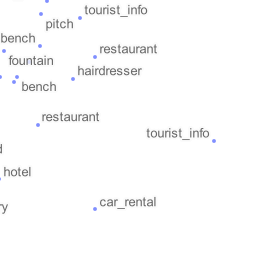 tourist_info
pitch
bench
restaurant
fountain
hairdresser
bench
restaurant
tourist_info
hotel
car_rental